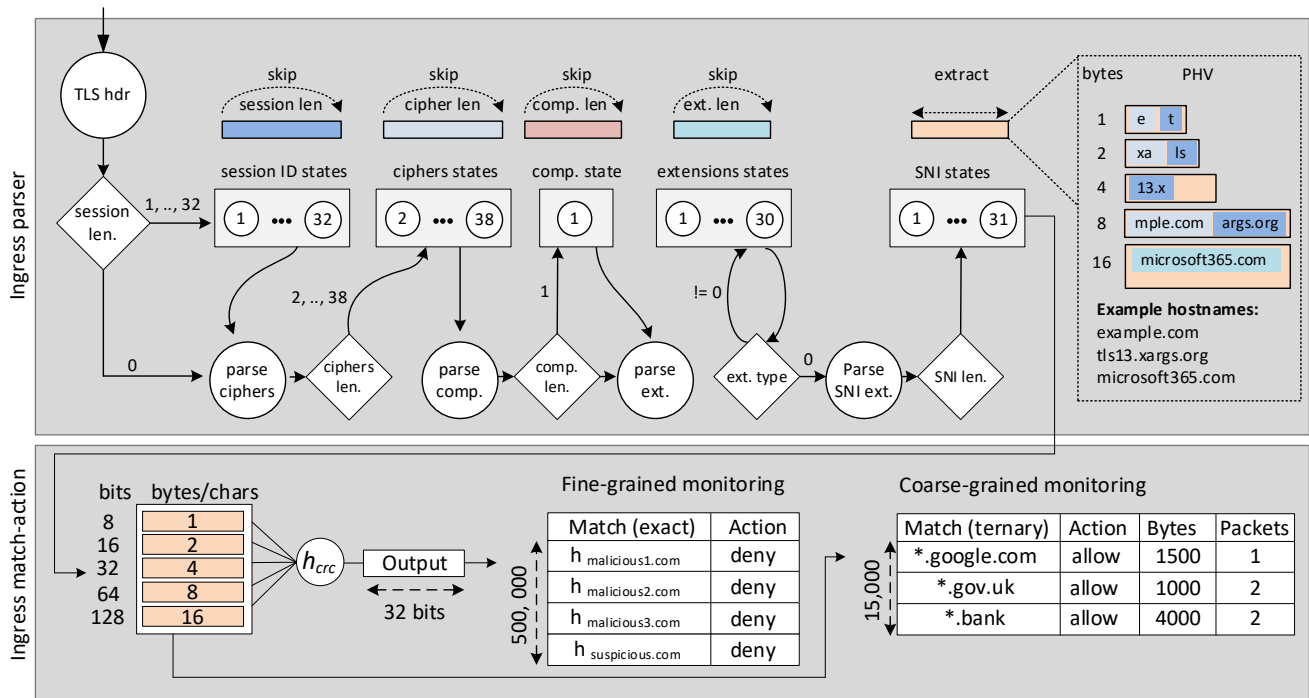 Ingress parser
TLS hdr
skip
session len
skip
cipher len
skip
comp. len
skip
ext. len
extract
session ID states
1 ••• 32
ciphers states
2 ••• 38
comp. state
1
extensions states
1 ••• 30
SNI states
1 ••• 31
session
len.
1, .., 32
0
parse
ciphers
ciphers
len.
2, .., 38
parse
comp.
comp.
len.
1
parse
ext.
!= 0
ext. type
0
Parse
SNI ext.
SNI len.
bytes PHV
1 e t
2 xa ls
4 13.x
8 mple.com args.org
16 microsoft365.com
Example hostnames:
example.com
tls13.xargs.org
microsoft365.com
Ingress match-action
bits bytes/chars
8 1
16 2
32 4
64 8
128 16
hcrc
Output
32 bits
Fine-grained monitoring
500, 000
Match (exact) Action
h malicious1.com deny
h malicious2.com deny
h malicious3.com deny
h suspicious.com deny
Coarse-grained monitoring
15,000
Match (ternary) Action Bytes Packets
*.google.com allow 1500 1
*.gov.uk allow 1000 2
*.bank allow 4000 2